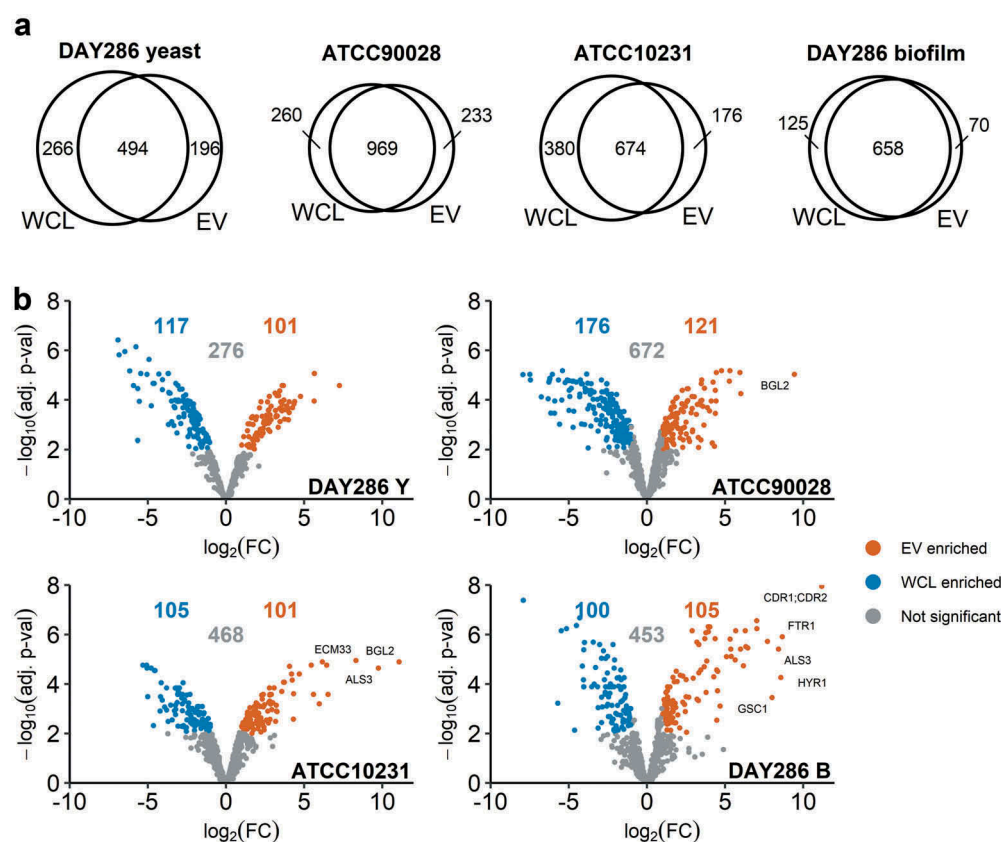 a
DAY286 yeast
ATCC90028
ATCC10231
DAY286 biofilm
266
494
196
WCL
EV
260
969
233
WCL
EV
380
674
176
WCL
EV
125
658
70
WCL
EV
b
− log10(adj. p-val)
8
6
4
2
0
117
101
276
DAY286 Y
-10
-5
0
5
10
log2(FC)
− log10(adj. p-val)
8
6
4
2
0
176
121
672
BGL2
ATCC90028
-10
-5
0
5
10
log2(FC)
EV enriched
WCL enriched
Not significant
− log10(adj. p-val)
8
6
4
2
0
105
101
468
ECM33
BGL2
ALS3
ATCC10231
-10
-5
0
5
10
log2(FC)
− log10(adj. p-val)
8
6
4
2
0
100
105
453
CDR1;CDR2
FTR1
ALS3
HYR1
GSC1
DAY286 B
-10
-5
0
5
10
log2(FC)